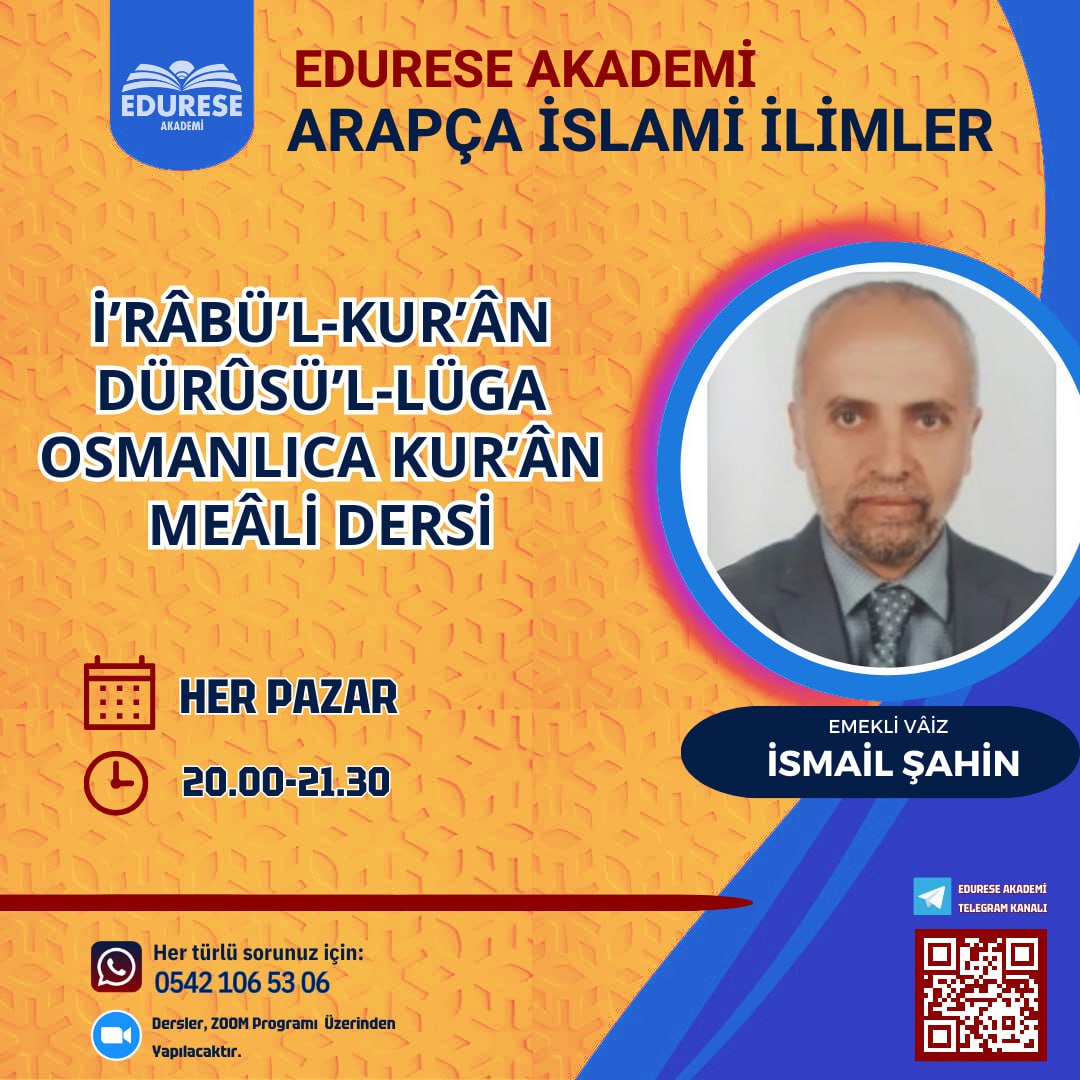 EDURESE
AKADEMİ
EDURESE AKADEMİ
ARAPÇA İSLAMİ İLİMLER
İ’RÂBÜ’L-KUR’ÂN
DÜRÛSÜ’L-LÜGA
OSMANLICA KUR’ÂN
MEÂLİ DERSİ
HER PAZAR
20.00-21.30
EMEKLİ VÂİZ
İSMAİL ŞAHİN
EDURESE AKADEMİ
TELEGRAM KANALI
Her türlü sorunuz için:
0542 106 53 06
Dersler, ZOOM Programı Üzerinden
Yapılacaktır.